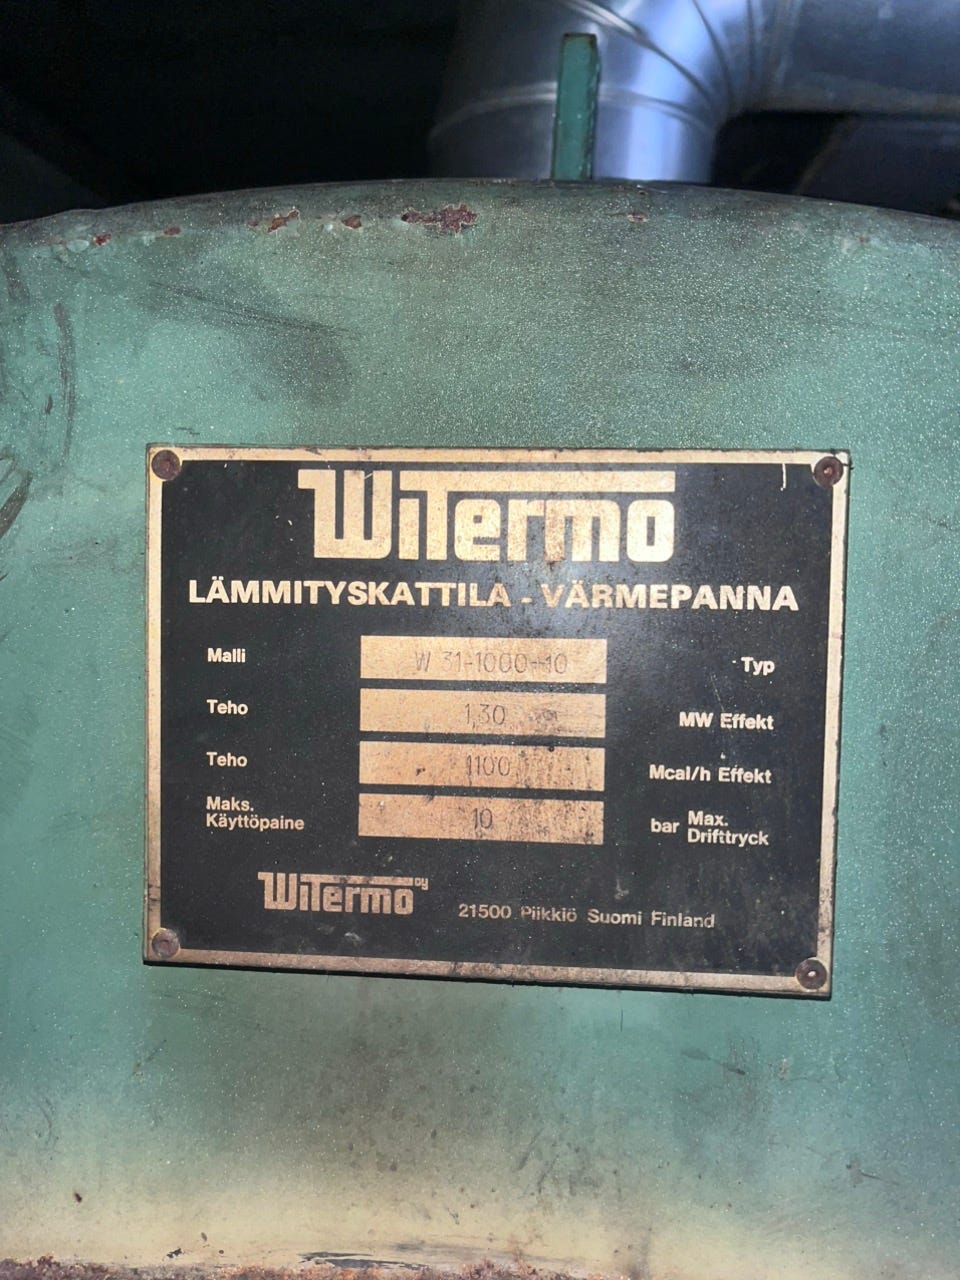 WiTermo
LÄMMITYSKATTILA - VÄRMEPANNA
Malli W 31-1000-10 Typ
Teho 1,30 MW Effekt
Teho 1100 Mcal/h Effekt
Maks. Käyttöpaine 10 bar Max. Drifttryck
WiTermo oy 21500 Piikkiö Suomi Finland